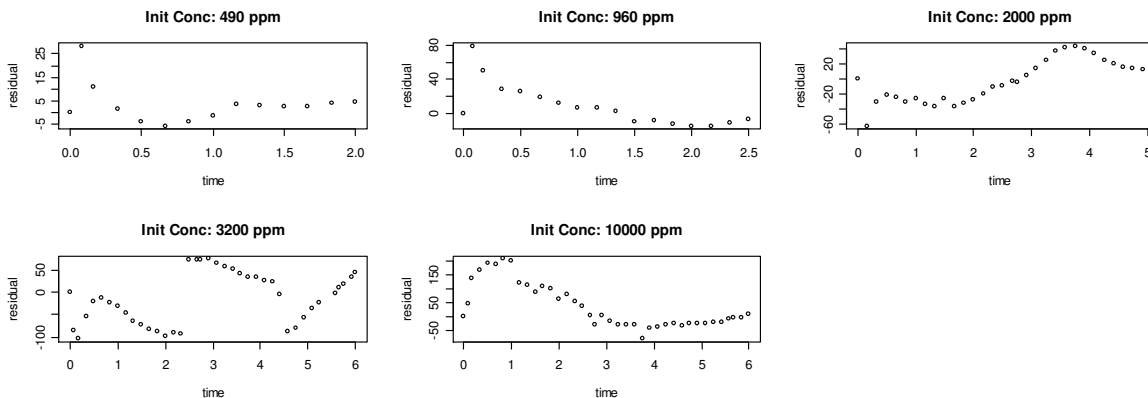 Init Conc: 490 ppm
residual
-5 5 15 25
0.0 0.5 1.0 1.5 2.0
time
Init Conc: 960 ppm
residual
0 40 80
0.0 0.5 1.0 1.5 2.0 2.5
time
Init Conc: 2000 ppm
residual
-60 -20 20
0 1 2 3 4 5
time
Init Conc: 3200 ppm
residual
-100 0 50
0 1 2 3 4 5 6
time
Init Conc: 10000 ppm
residual
-50 50 150
0 1 2 3 4 5 6
time